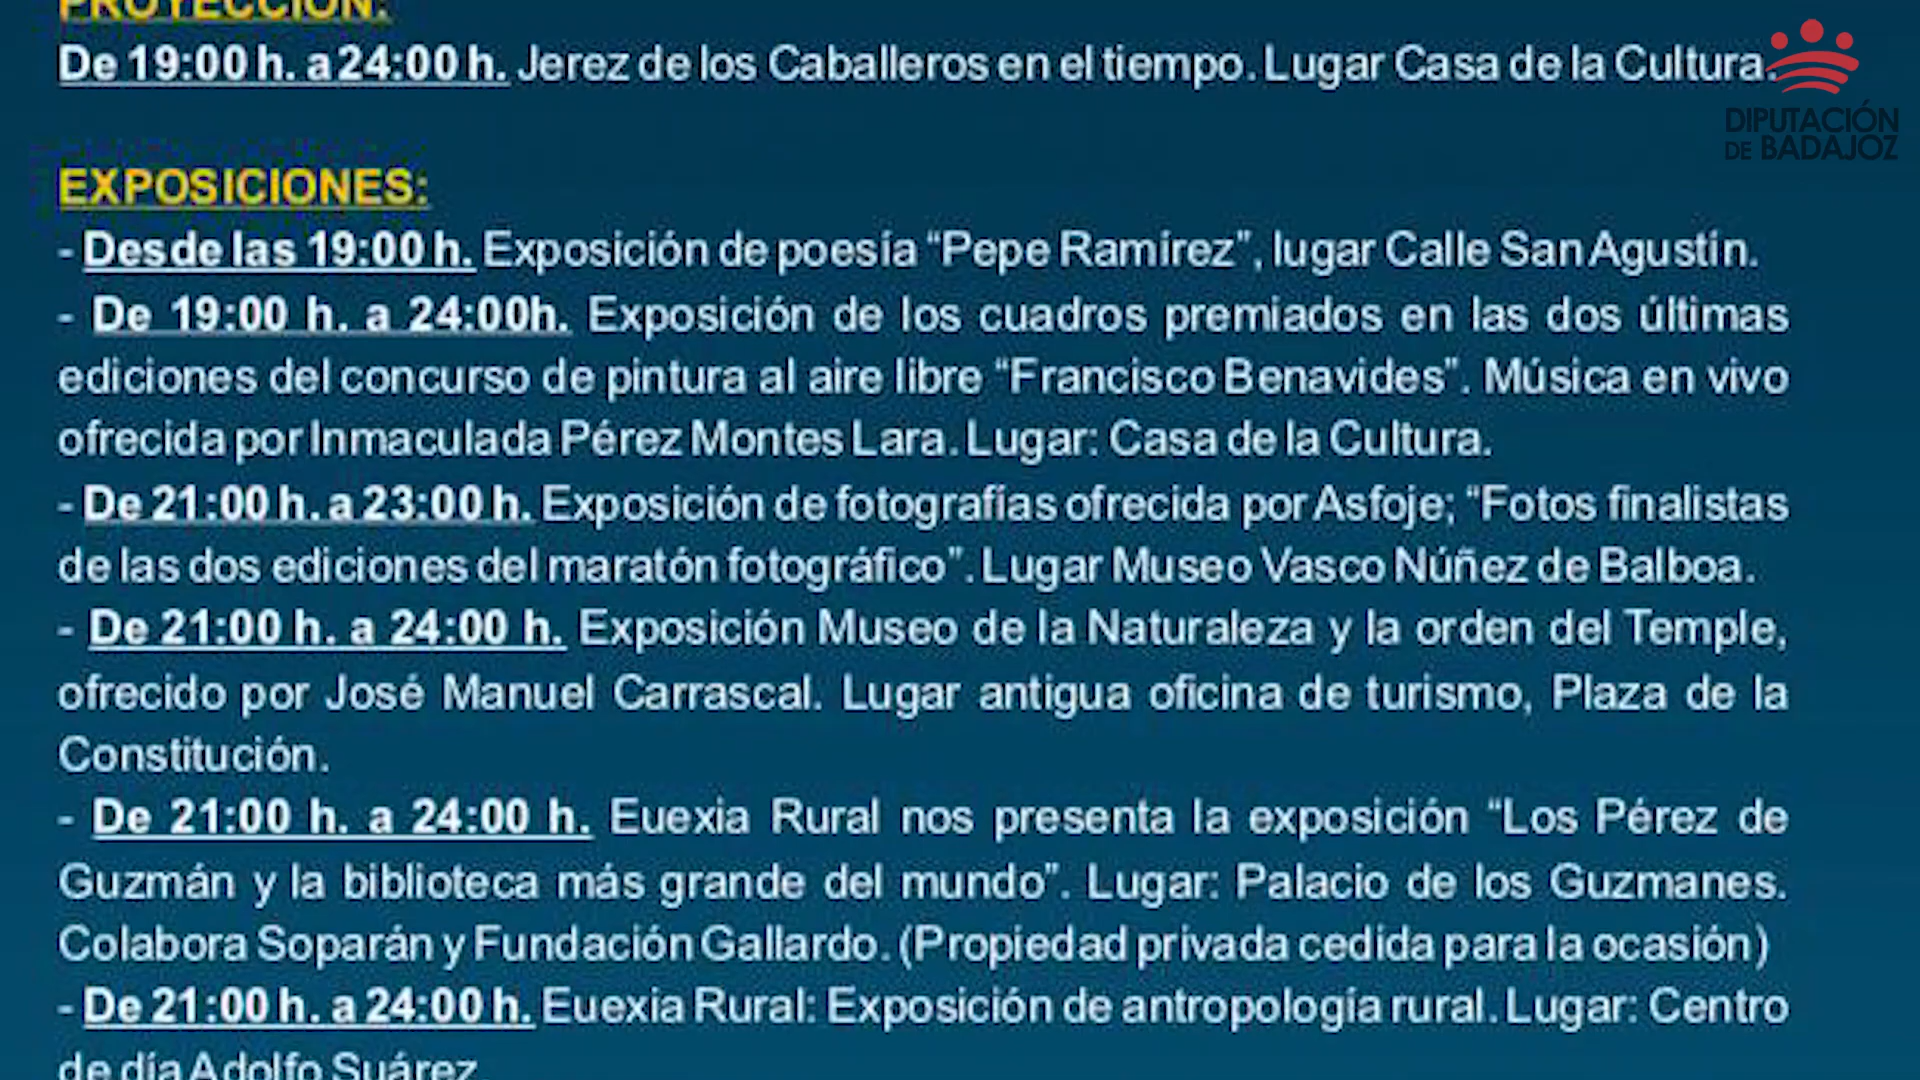 PROYECCIÓN:
De 19:00 h. a 24:00 h. Jerez de los Caballeros en el tiempo. Lugar Casa de la Cultura.
DIPUTACIÓN
DE BADAJOZ
EXPOSICIONES:
- Desde las 19:00 h. Exposición de poesía “Pepe Ramírez”, lugar Calle San Agustín.
- De 19:00 h. a 24:00h. Exposición de los cuadros premiados en las dos últimas
ediciones del concurso de pintura al aire libre “Francisco Benavides”. Música en vivo
ofrecida por Inmaculada Pérez Montes Lara. Lugar: Casa de la Cultura.
- De 21:00 h. a 23:00 h. Exposición de fotografías ofrecida por Asfoje; “Fotos finalistas
de las dos ediciones del maratón fotográfico”. Lugar Museo Vasco Núñez de Balboa.
- De 21:00 h. a 24:00 h. Exposición Museo de la Naturaleza y la orden del Temple,
ofrecido por José Manuel Carrascal. Lugar antigua oficina de turismo, Plaza de la
Constitución.
- De 21:00 h. a 24:00 h. Euexia Rural nos presenta la exposición “Los Pérez de
Guzmán y la biblioteca más grande del mundo”. Lugar: Palacio de los Guzmanes.
Colabora Soparán y Fundación Gallardo. (Propiedad privada cedida para la ocasión)
- De 21:00 h. a 24:00 h. Euexia Rural: Exposición de antropología rural. Lugar: Centro
de día Adolfo Suárez.